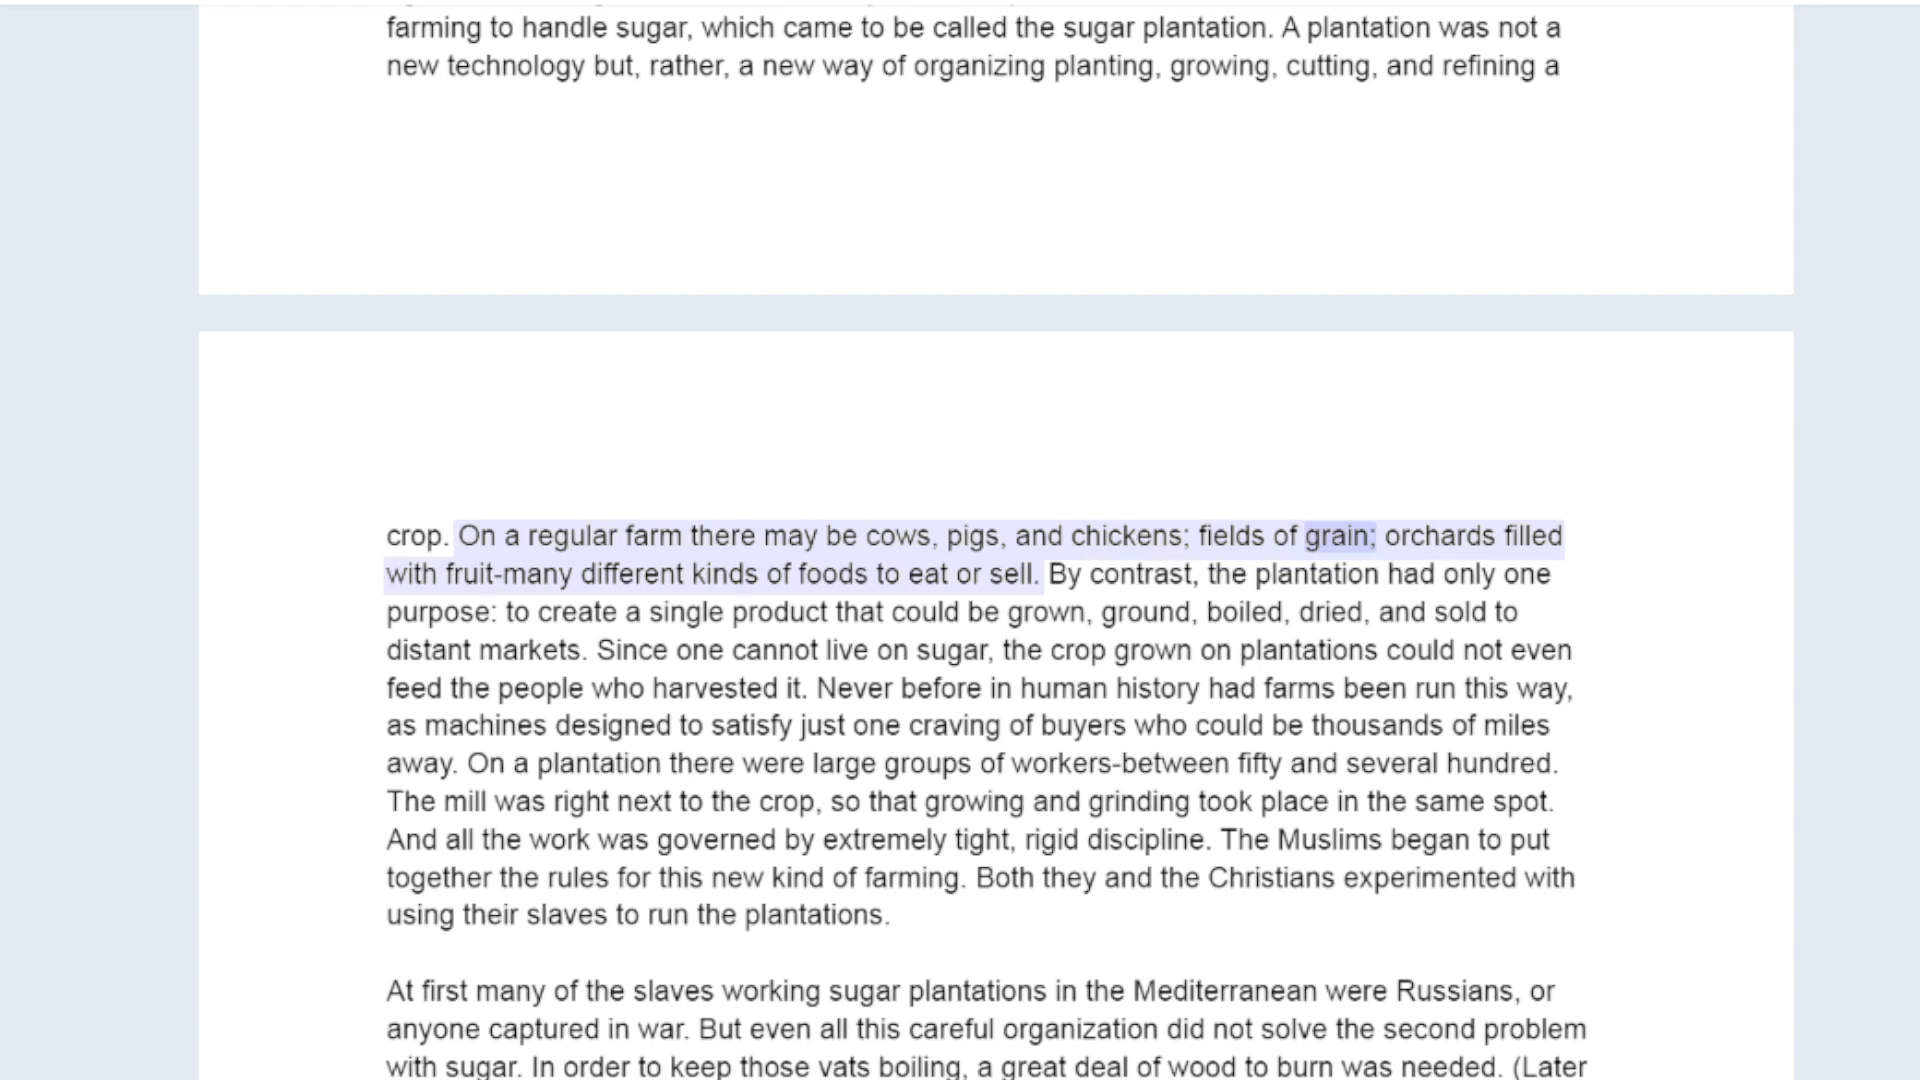 farming to handle sugar, which came to be called the sugar plantation. A plantation was not a
new technology but, rather, a new way of organizing planting, growing, cutting, and refining a
crop. On a regular farm there may be cows, pigs, and chickens; fields of grain; orchards filled
with fruit-many different kinds of foods to eat or sell. By contrast, the plantation had only one
purpose: to create a single product that could be grown, ground, boiled, dried, and sold to
distant markets. Since one cannot live on sugar, the crop grown on plantations could not even
feed the people who harvested it. Never before in human history had farms been run this way,
as machines designed to satisfy just one craving of buyers who could be thousands of miles
away. On a plantation there were large groups of workers-between fifty and several hundred.
The mill was right next to the crop, so that growing and grinding took place in the same spot.
And all the work was governed by extremely tight, rigid discipline. The Muslims began to put
together the rules for this new kind of farming. Both they and the Christians experimented with
using their slaves to run the plantations.
At first many of the slaves working sugar plantations in the Mediterranean were Russians, or
anyone captured in war. But even all this careful organization did not solve the second problem
with sugar. In order to keep those vats boiling, a great deal of wood to burn was needed. (Later